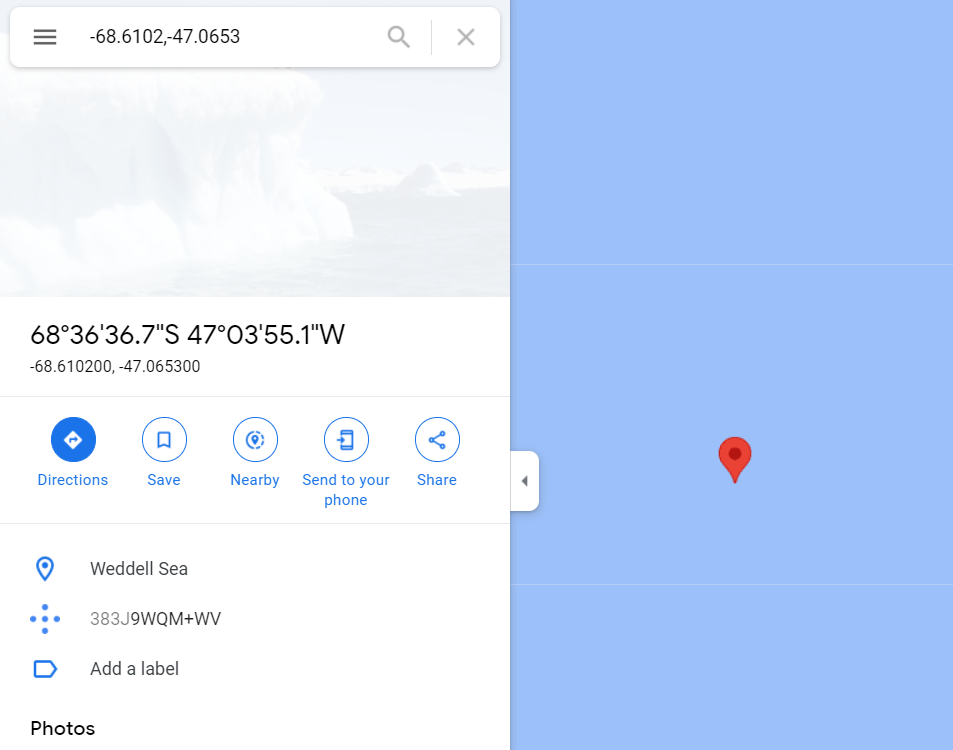 -68.6102,-47.0653
68°36'36.7"S 47°03'55.1"W
-68.610200, -47.065300
Directions
Save
Nearby
Send to your
phone
Share
Weddell Sea
383J9WQM+WV
Add a label
Photos